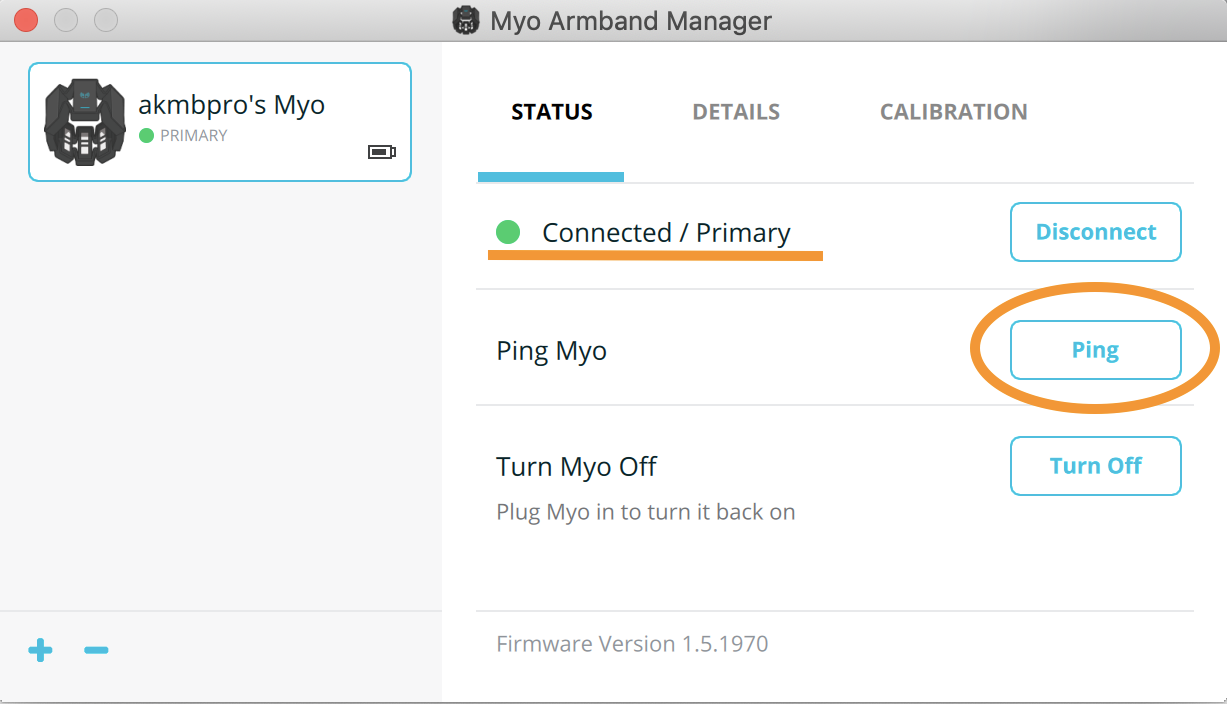 Myo Armband Manager
akmbpro's Myo
PRIMARY
STATUS DETAILS CALIBRATION
Connected / Primary Disconnect
Ping Myo Ping
Turn Myo Off Turn Off
Plug Myo in to turn it back on
Firmware Version 1.5.1970